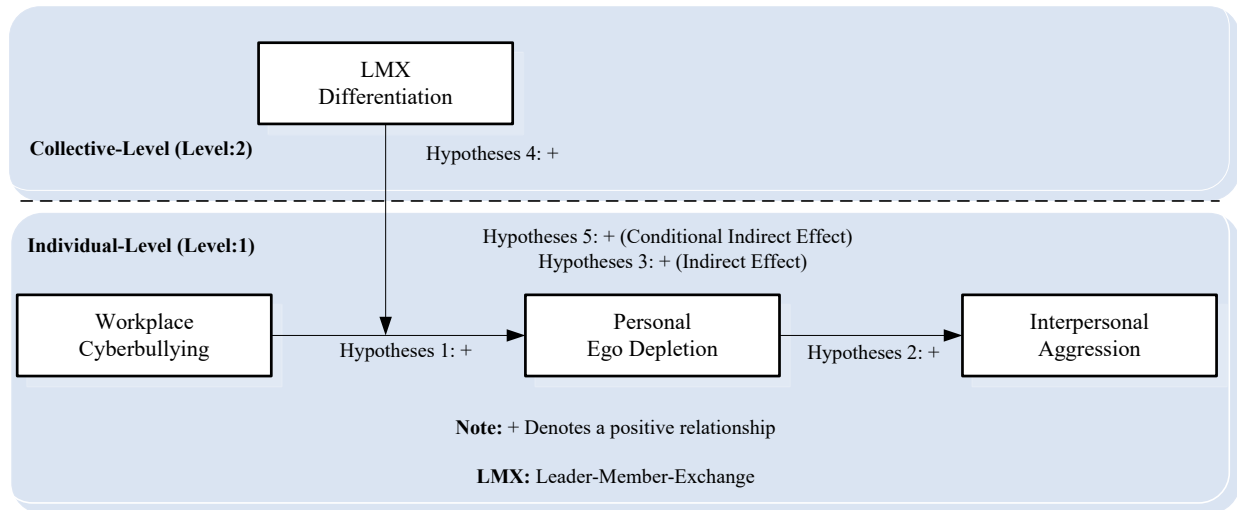 LMX
Differentiation
Collective-Level (Level:2)
Hypotheses 4: +
Individual-Level (Level:1)
Hypotheses 5: + (Conditional Indirect Effect)
Hypotheses 3: + (Indirect Effect)
Workplace
Cyberbullying
Hypotheses 1: +
Personal
Ego Depletion
Hypotheses 2: +
Interpersonal
Aggression
Note: + Denotes a positive relationship
LMX: Leader-Member-Exchange